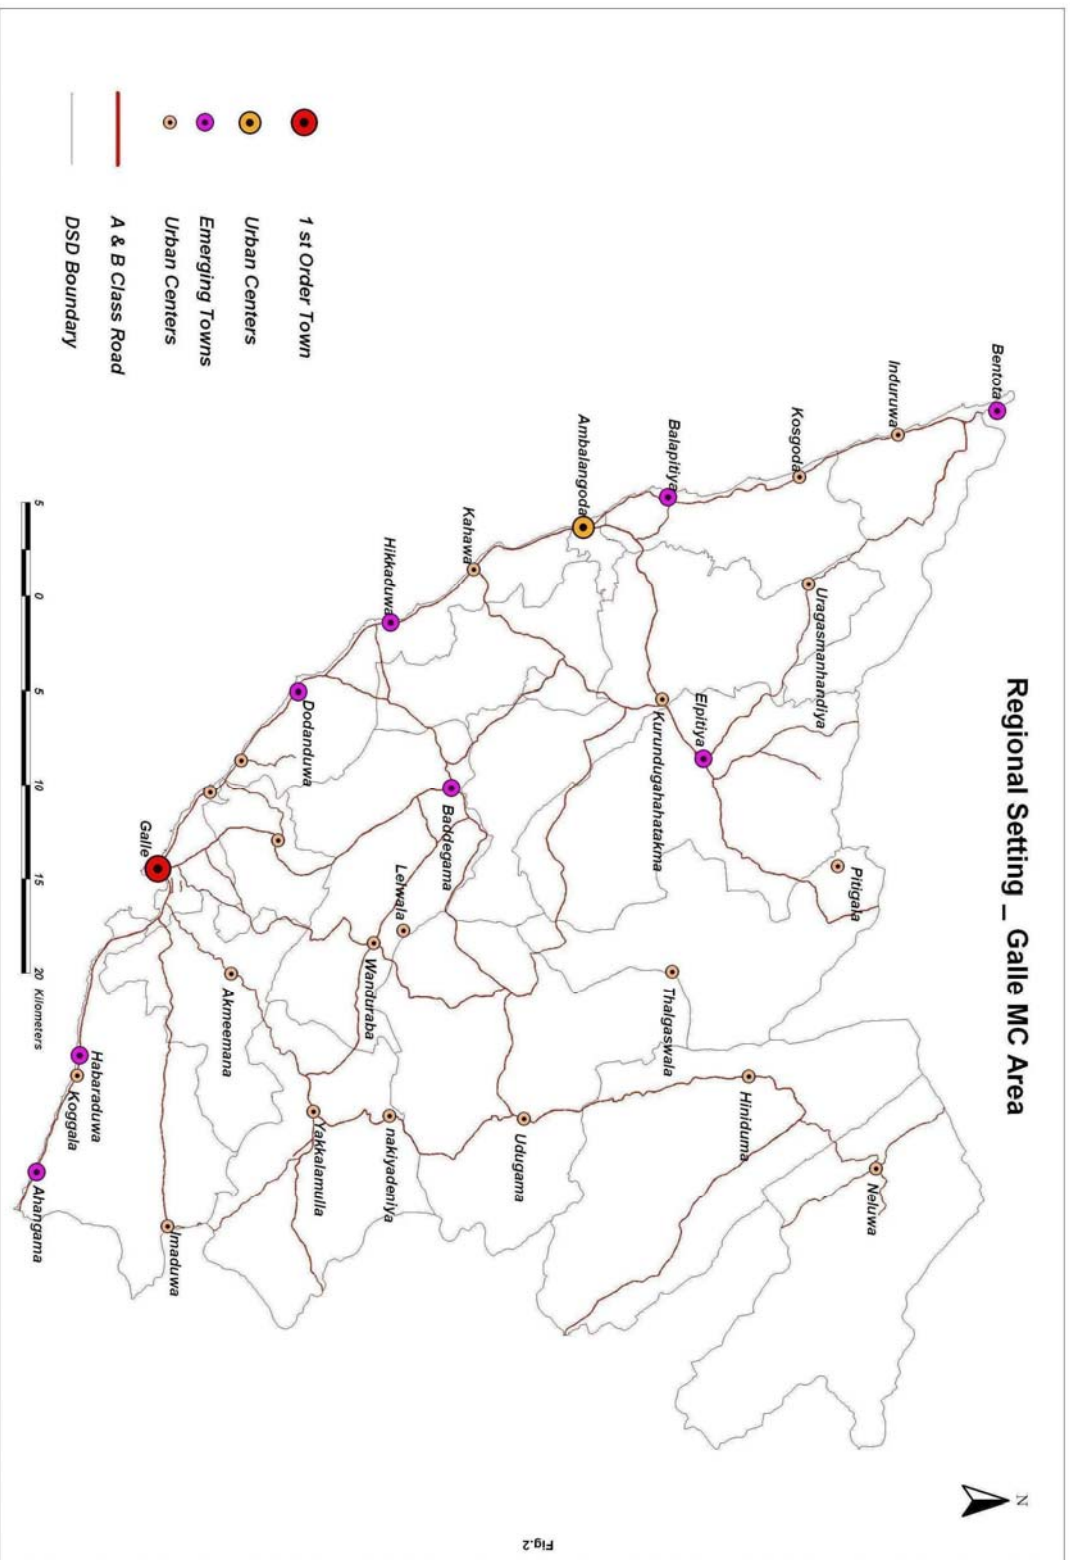 Regional Setting _ Galle MC Area
N
Bentota
Induruwa
Kosgoda
Balapitiya
Ambalangoda
Kahawa
Hikkaduwa
Dodanduwa
Galle
Uragasmanhandiya
Elpitiya
Kurundugahahatakma
Pitigala
Baddegama
Lelwala
Wanduraba
Thalgaswala
Akmeemana
Habaraduwa
Koggala
Ahangama
Imaduwa
Yakkalamulla
nakiyadeniya
Udugama
Hiniduma
Neluwa
1 st Order Town
Urban Centers
Emerging Towns
Urban Centers
A & B Class Road
DSD Boundary
5 0 5 10 15 20 Kilometers
Fig.2